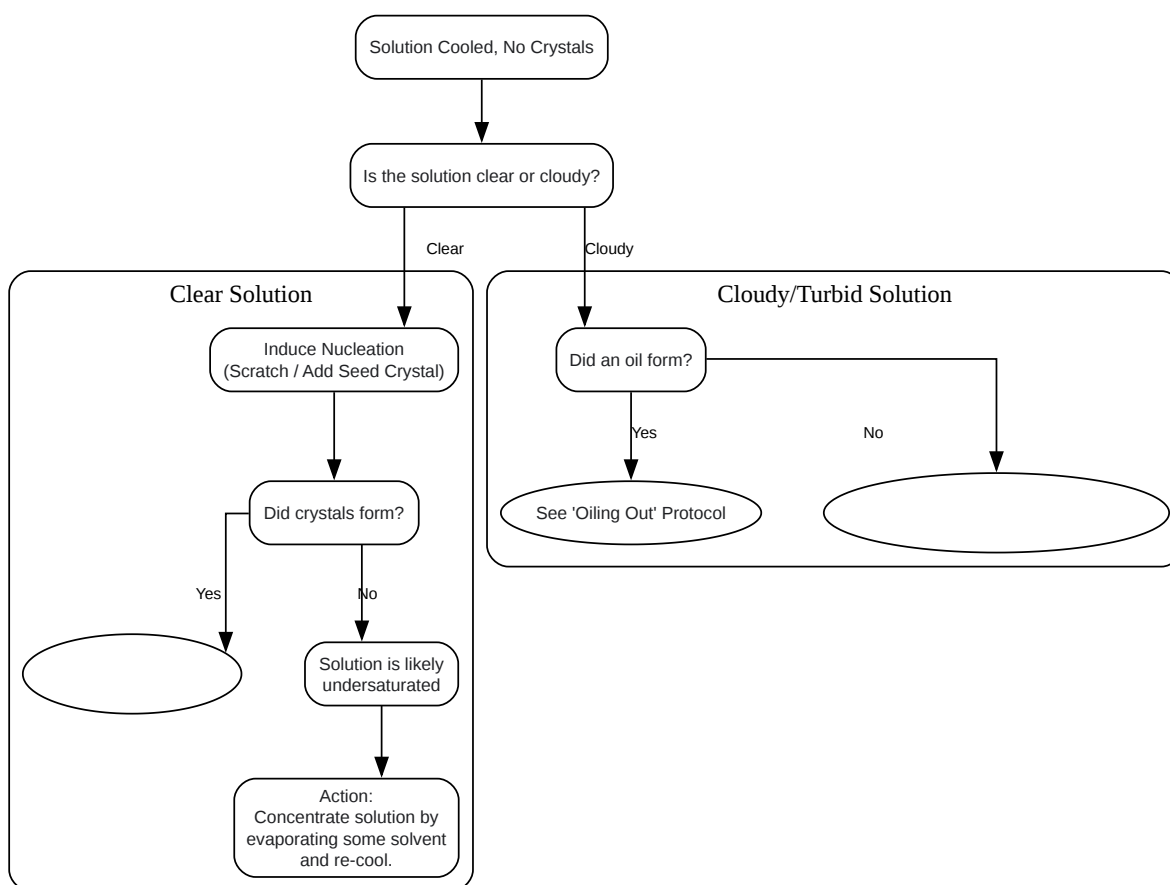 Solution Cooled, No Crystals
Is the solution clear or cloudy?
Clear
Cloudy
Clear Solution
Induce Nucleation
(Scratch / Add Seed Crystal)
Did crystals form?
Yes
No
Solution is likely
undersaturated
Action:
Concentrate solution by
evaporating some solvent
and re-cool.
Cloudy/Turbid Solution
Did an oil form?
Yes
No
See 'Oiling Out' Protocol